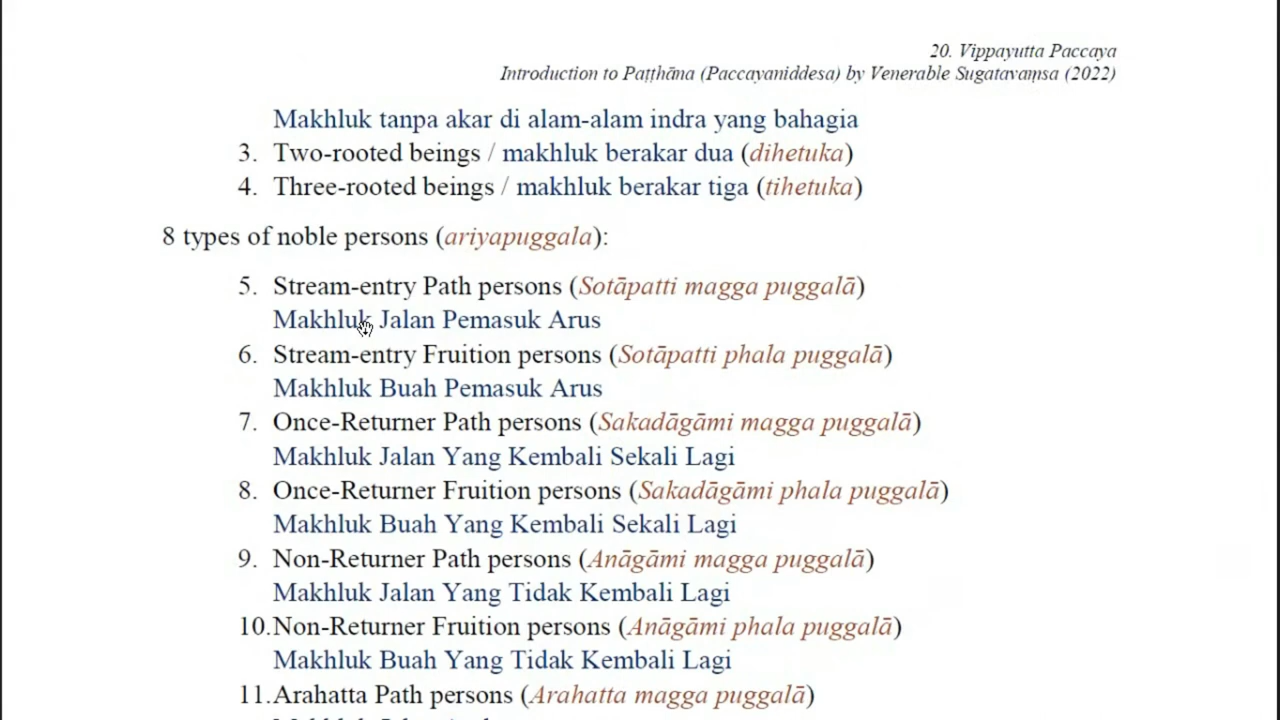 20. Vippayutta Paccaya
Introduction to Paṭṭhāna (Paccayaniddesa) by Venerable Sugatavaṃsa (2022)
Makhluk tanpa akar di alam-alam indra yang bahagia
3. Two-rooted beings / makhluk berakar dua (dihetuka)
4. Three-rooted beings / makhluk berakar tiga (tihetuka)
8 types of noble persons (ariyapuggala):
5. Stream-entry Path persons (Sotāpatti magga puggalā)
Makhluk Jalan Pemasuk Arus
6. Stream-entry Fruition persons (Sotāpatti phala puggalā)
Makhluk Buah Pemasuk Arus
7. Once-Returner Path persons (Sakadāgāmi magga puggalā)
Makhluk Jalan Yang Kembali Sekali Lagi
8. Once-Returner Fruition persons (Sakadāgāmi phala puggalā)
Makhluk Buah Yang Kembali Sekali Lagi
9. Non-Returner Path persons (Anāgāmi magga puggalā)
Makhluk Jalan Yang Tidak Kembali Lagi
10. Non-Returner Fruition persons (Anāgāmi phala puggalā)
Makhluk Buah Yang Tidak Kembali Lagi
11. Arahatta Path persons (Arahatta magga puggalā)